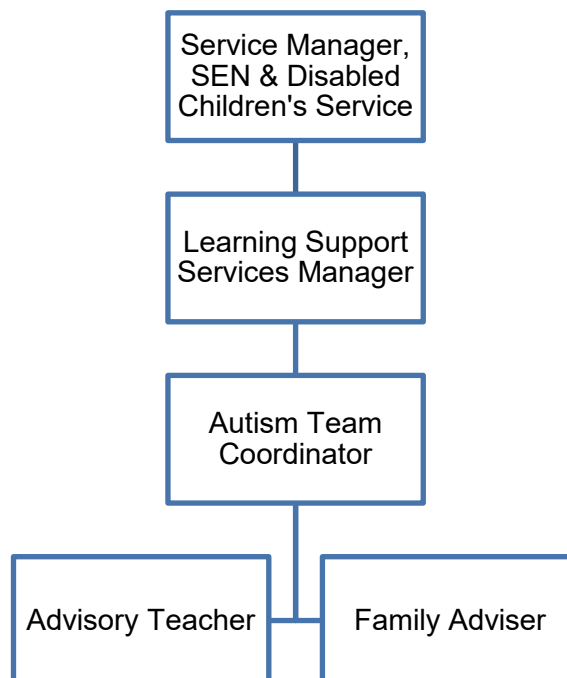 Service Manager,
SEN & Disabled
Children's Service
Learning Support
Services Manager
Autism Team
Coordinator
Advisory Teacher
Family Adviser